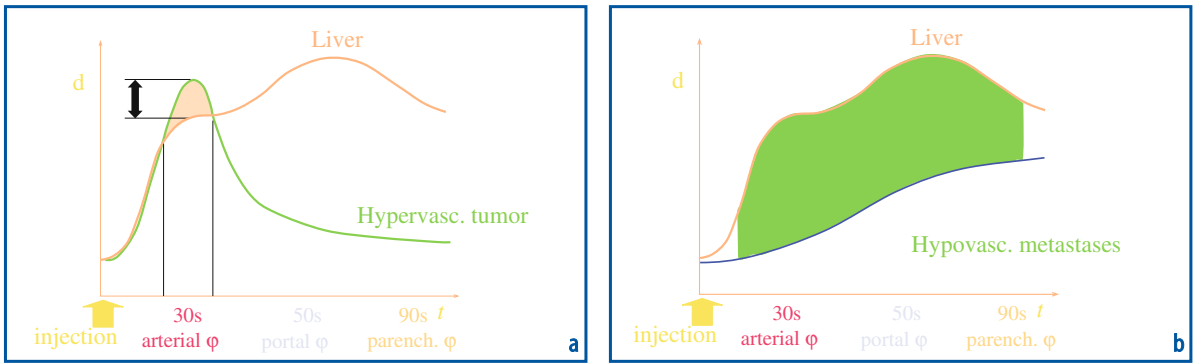 Liver
d
Hypervasc. tumor
30s 50s 90s t
injection arterial φ portal φ parench. φ
a
Liver
d
Hypovasc. metastases
30s 50s 90s t
injection arterial φ portal φ parench. φ
b